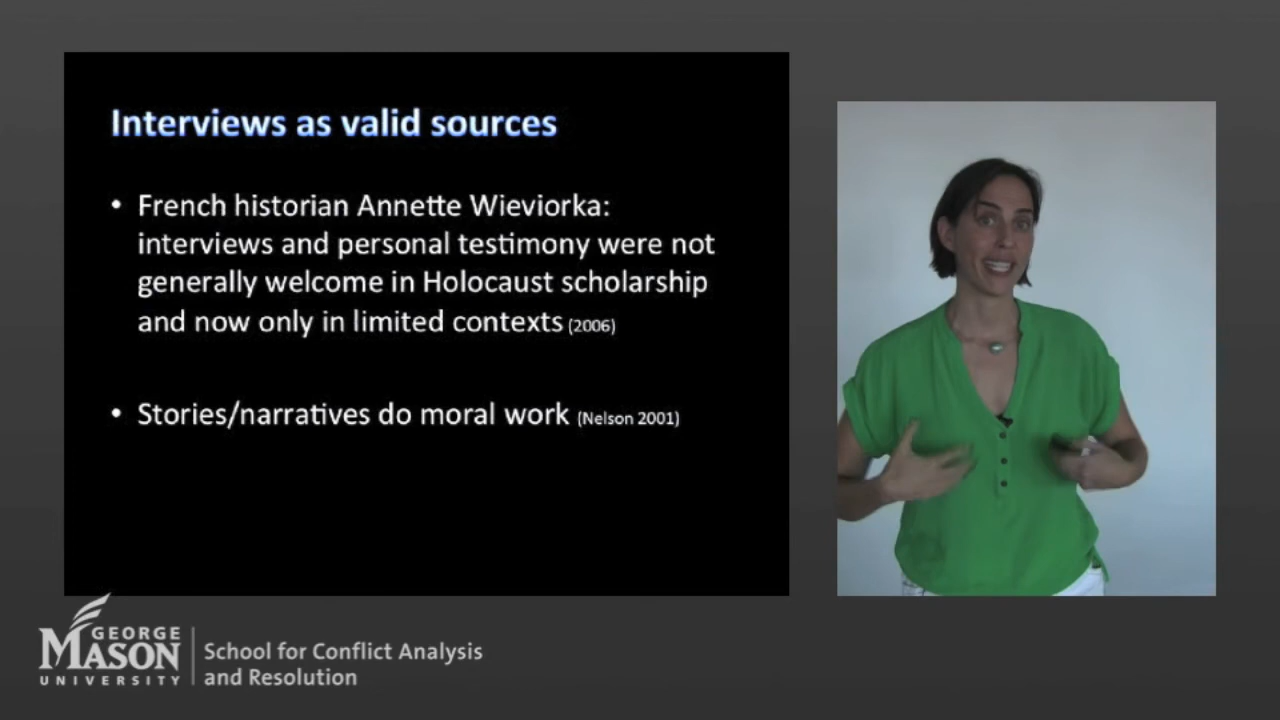 Interviews as valid sources
• French historian Annette Wieviorka:
interviews and personal testimony were not
generally welcome in Holocaust scholarship
and now only in limited contexts (2006)
• Stories/narratives do moral work (Nelson 2001)
GEORGE
MASON
UNIVERSITY
School for Conflict Analysis
and Resolution